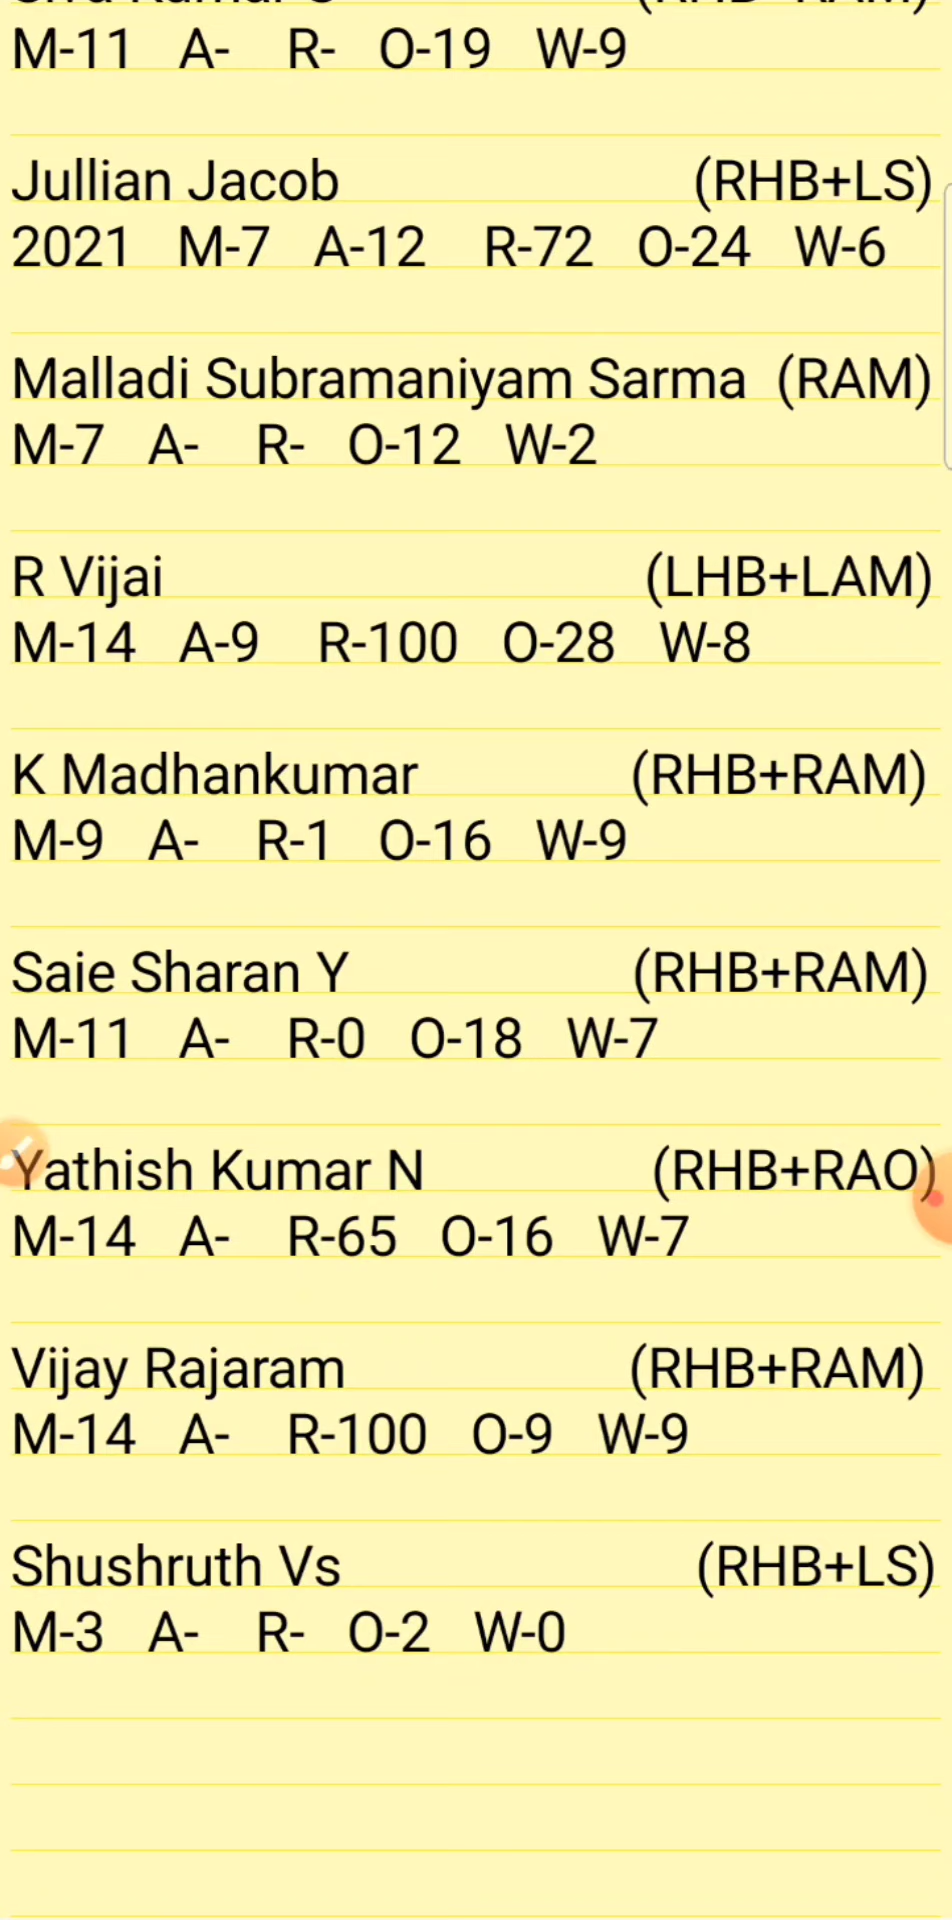 M-11 A- R- O-19 W-9
Jullian Jacob (RHB+LS)
2021 M-7 A-12 R-72 O-24 W-6
Malladi Subramaniyam Sarma (RAM)
M-7 A- R- O-12 W-2
R Vijai (LHB+LAM)
M-14 A-9 R-100 O-28 W-8
K Madhankumar (RHB+RAM)
M-9 A- R-1 O-16 W-9
Saie Sharan Y (RHB+RAM)
M-11 A- R-0 O-18 W-7
Yathish Kumar N (RHB+RAO)
M-14 A- R-65 O-16 W-7
Vijay Rajaram (RHB+RAM)
M-14 A- R-100 O-9 W-9
Shushruth Vs (RHB+LS)
M-3 A- R- O-2 W-0